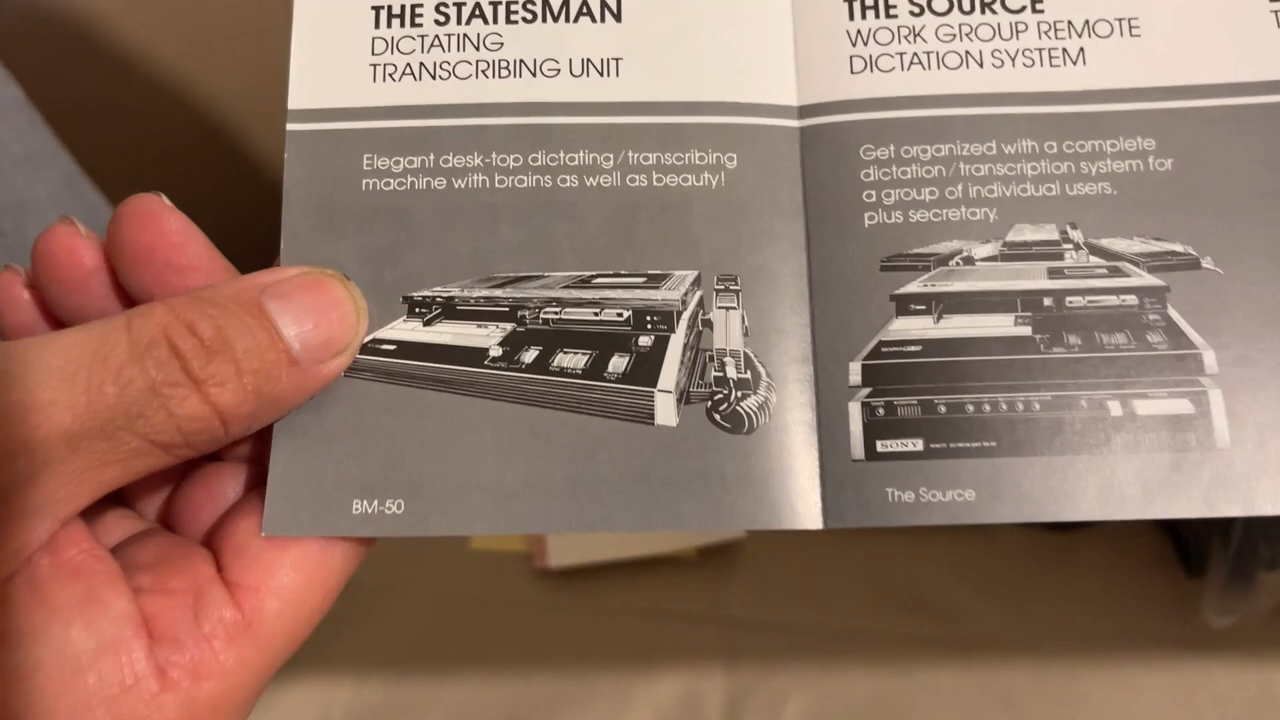 THE STATESMAN
DICTATING
TRANSCRIBING UNIT
Elegant desk-top dictating/transcribing
machine with brains as well as beauty!
BM-50
THE SOURCE
WORK GROUP REMOTE
DICTATION SYSTEM
Get organized with a complete
dictation/transcription system for
a group of individual users,
plus secretary.
SONY
The Source